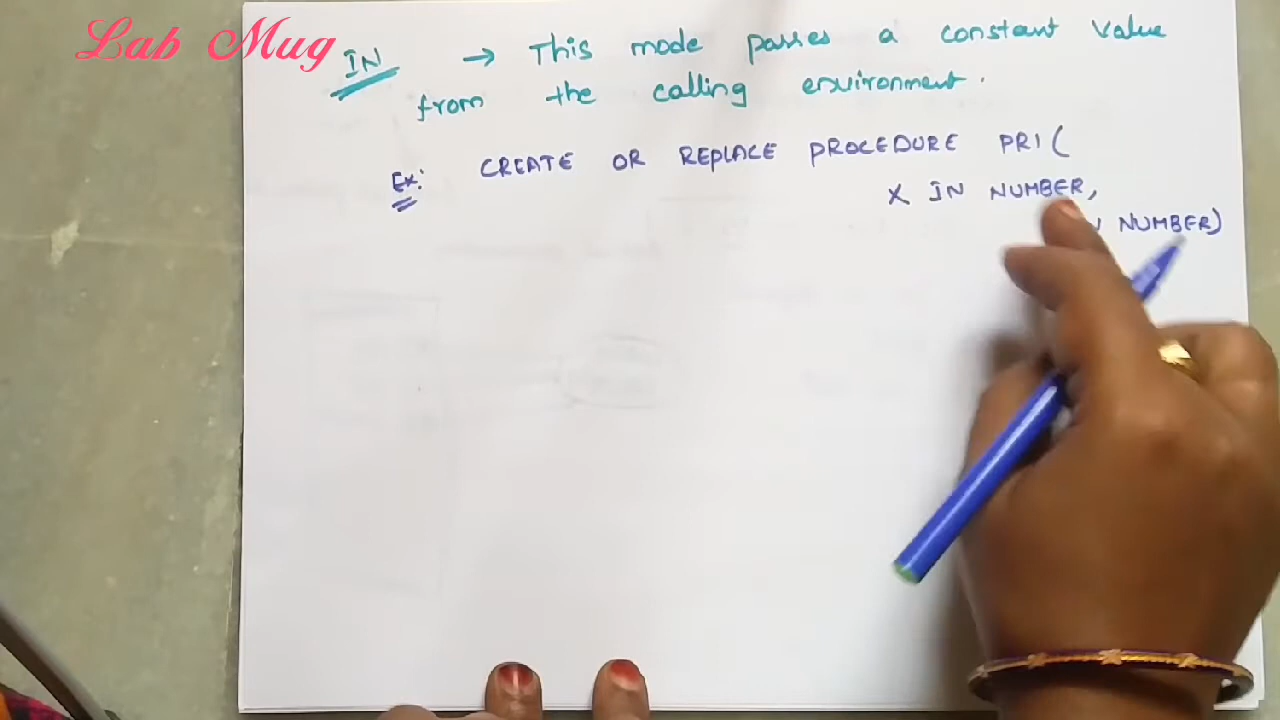 Lab Mug
IN → This mode passes a constant value
from the calling environment.
Ex: CREATE OR REPLACE PROCEDURE PR1(
X IN NUMBER,
NUMBER)